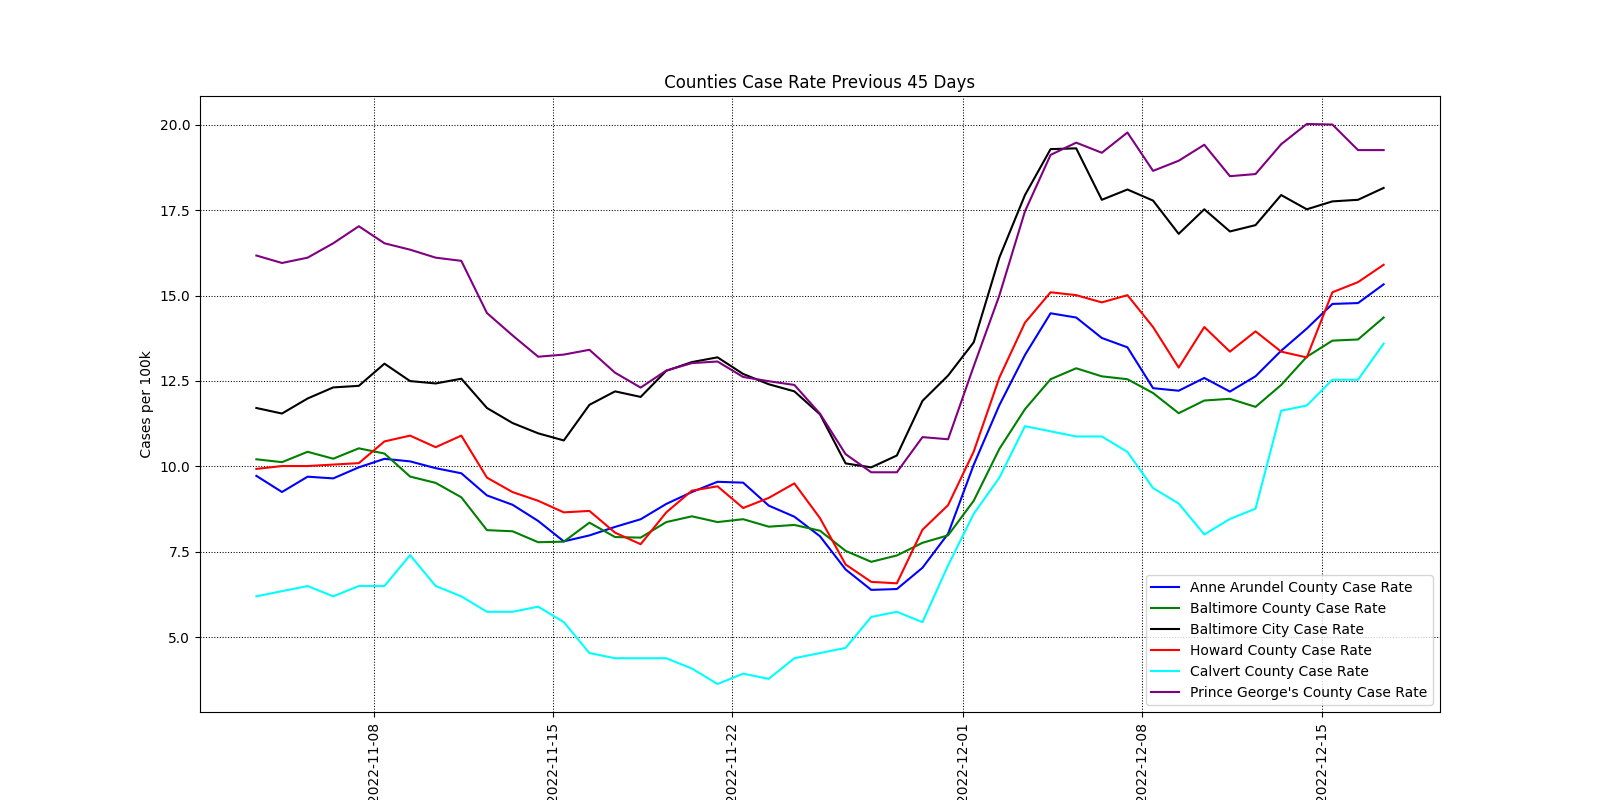 Counties Case Rate Previous 45 Days
Cases per 100k
20.0
17.5
15.0
12.5
10.0
7.5
5.0
2022-11-08
2022-11-15
2022-11-22
2022-12-01
2022-12-08
2022-12-15
Anne Arundel County Case Rate
Baltimore County Case Rate
Baltimore City Case Rate
Howard County Case Rate
Calvert County Case Rate
Prince George's County Case Rate